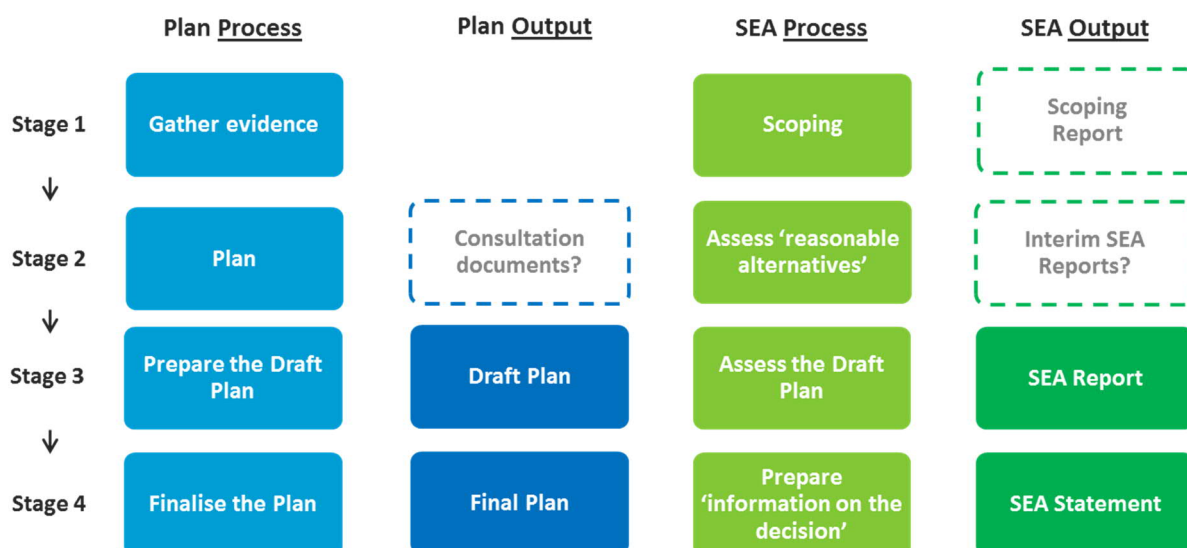 Plan Process
Plan Output
SEA Process
SEA Output
Stage 1
Gather evidence
Scoping
Scoping
Report
Stage 2
Plan
Consultation
documents?
Assess ‘reasonable
alternatives’
Interim SEA
Reports?
Stage 3
Prepare the Draft
Plan
Draft Plan
Assess the Draft
Plan
SEA Report
Stage 4
Finalise the Plan
Final Plan
Prepare
‘information on the
decision’
SEA Statement